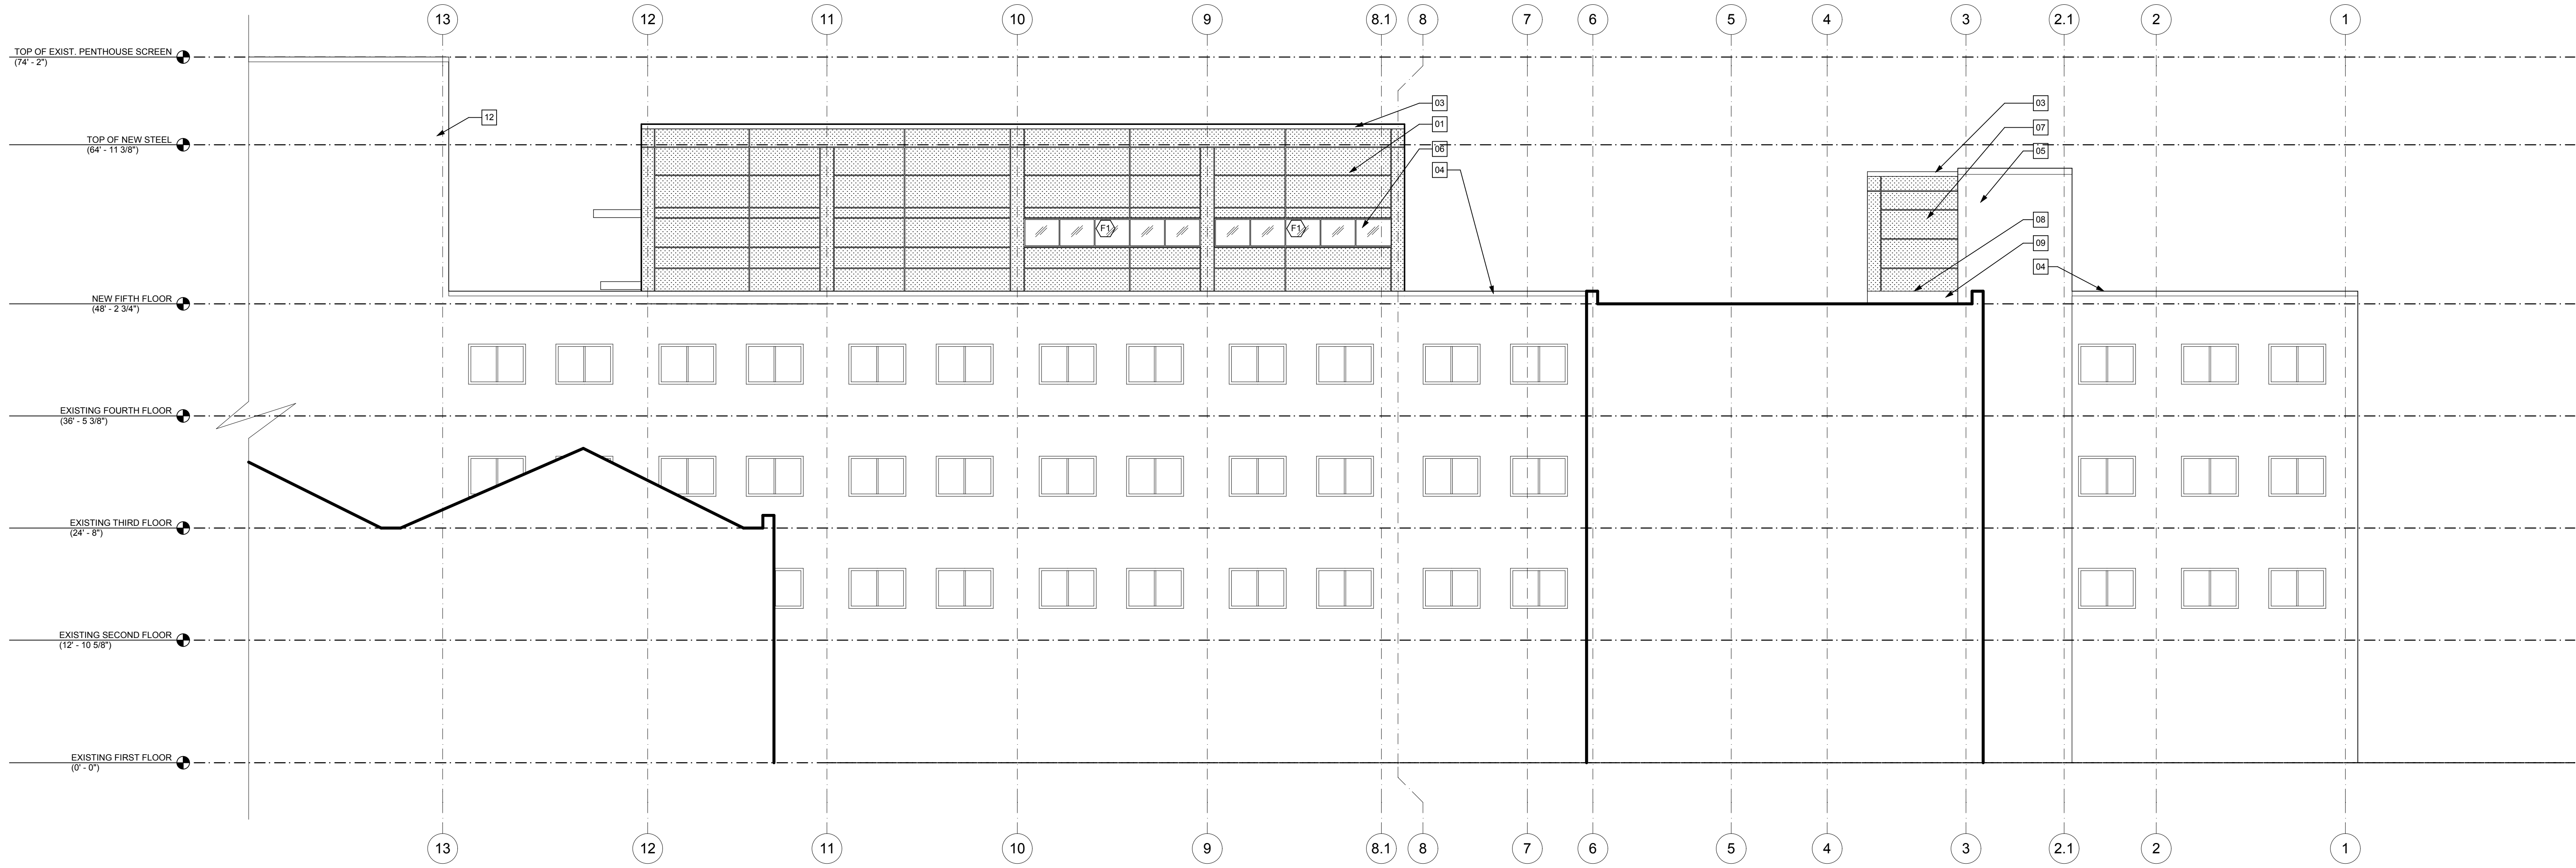 13
12
11
10
9
8.1
8
7
6
5
4
3
2.1
2
1
TOP OF EXIST. PENTHOUSE SCREEN
(74' - 2")
03
03
12
01
07
TOP OF NEW STEEL
(64' - 11 3/8")
06
05
04
08
F1
F1
09
04
NEW FIFTH FLOOR
(48' - 2 3/4")
EXISTING FOURTH FLOOR
(36' - 5 3/8")
EXISTING THIRD FLOOR
(24' - 8")
EXISTING SECOND FLOOR
(12' - 10 5/8")
EXISTING FIRST FLOOR
(0' - 0")
13
12
11
10
9
8.1
8
7
6
5
4
3
2.1
2
1